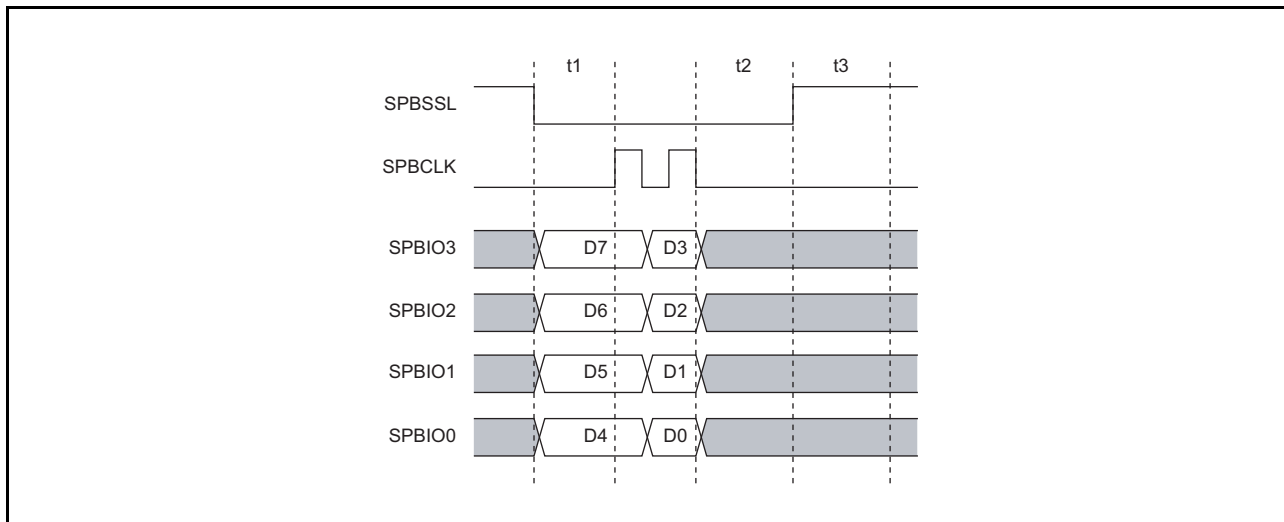 t1 t2 t3
SPBSSL
SPBCLK
SPBIO3 D7 D3
SPBIO2 D6 D2
SPBIO1 D5 D1
SPBIO0 D4 D0